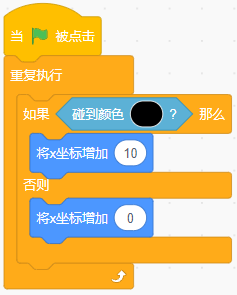 当 被点击
重复执行
如果 碰到颜色 ? 那么
将x坐标增加 10
否则
将x坐标增加 0